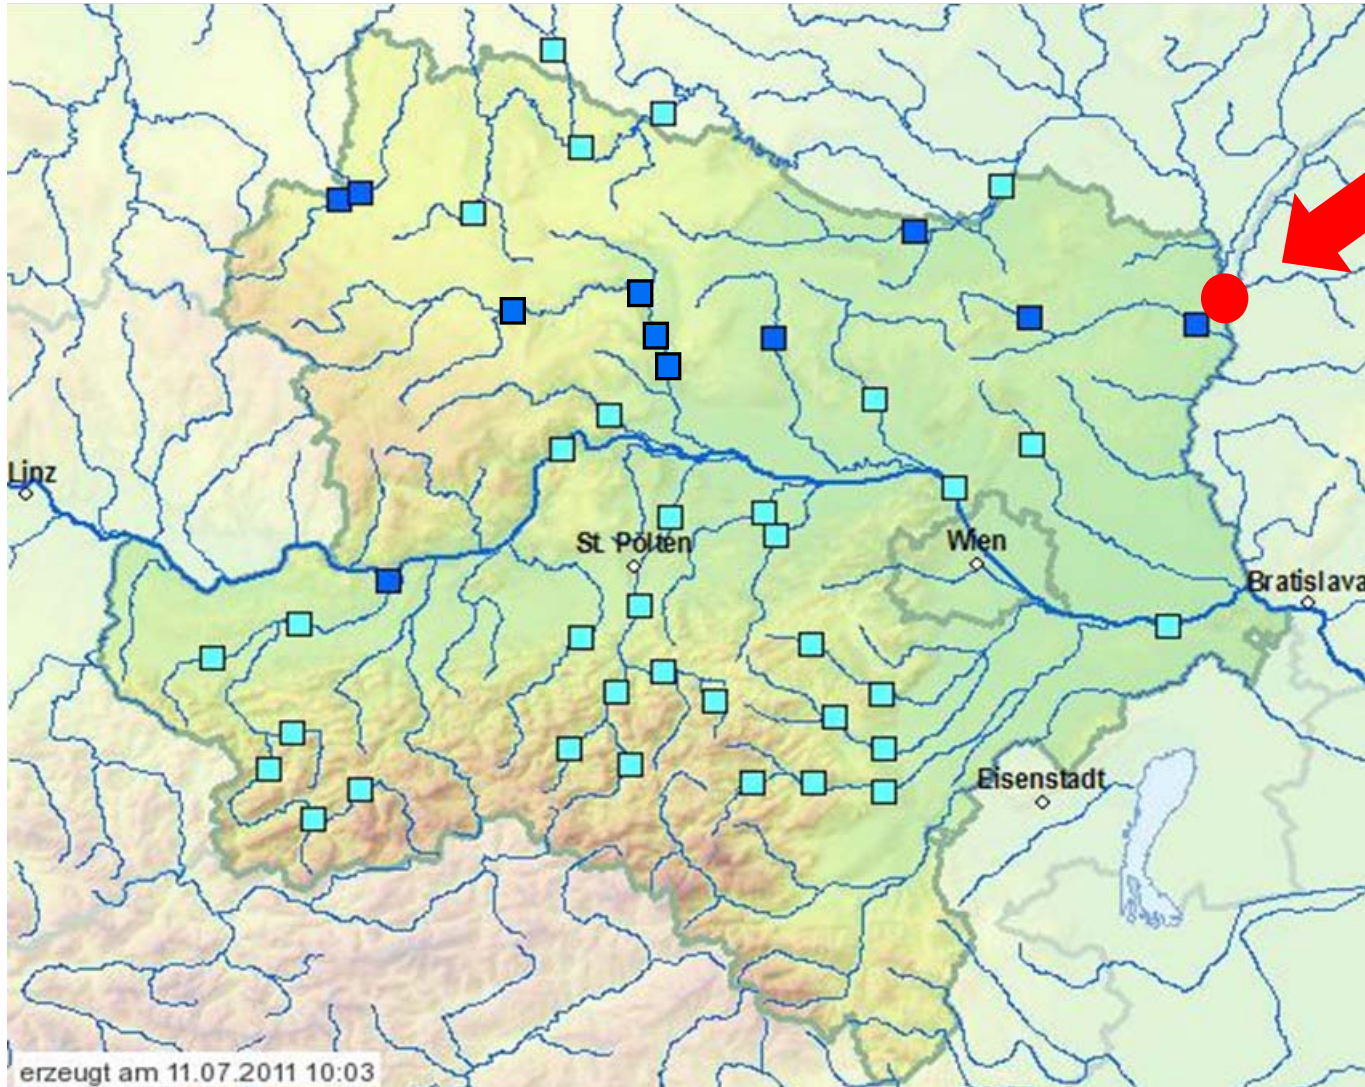 Linz
St. Pölten
Wien
Bratislava
Eisenstadt
erzeugt am 11.07.2011 10:03